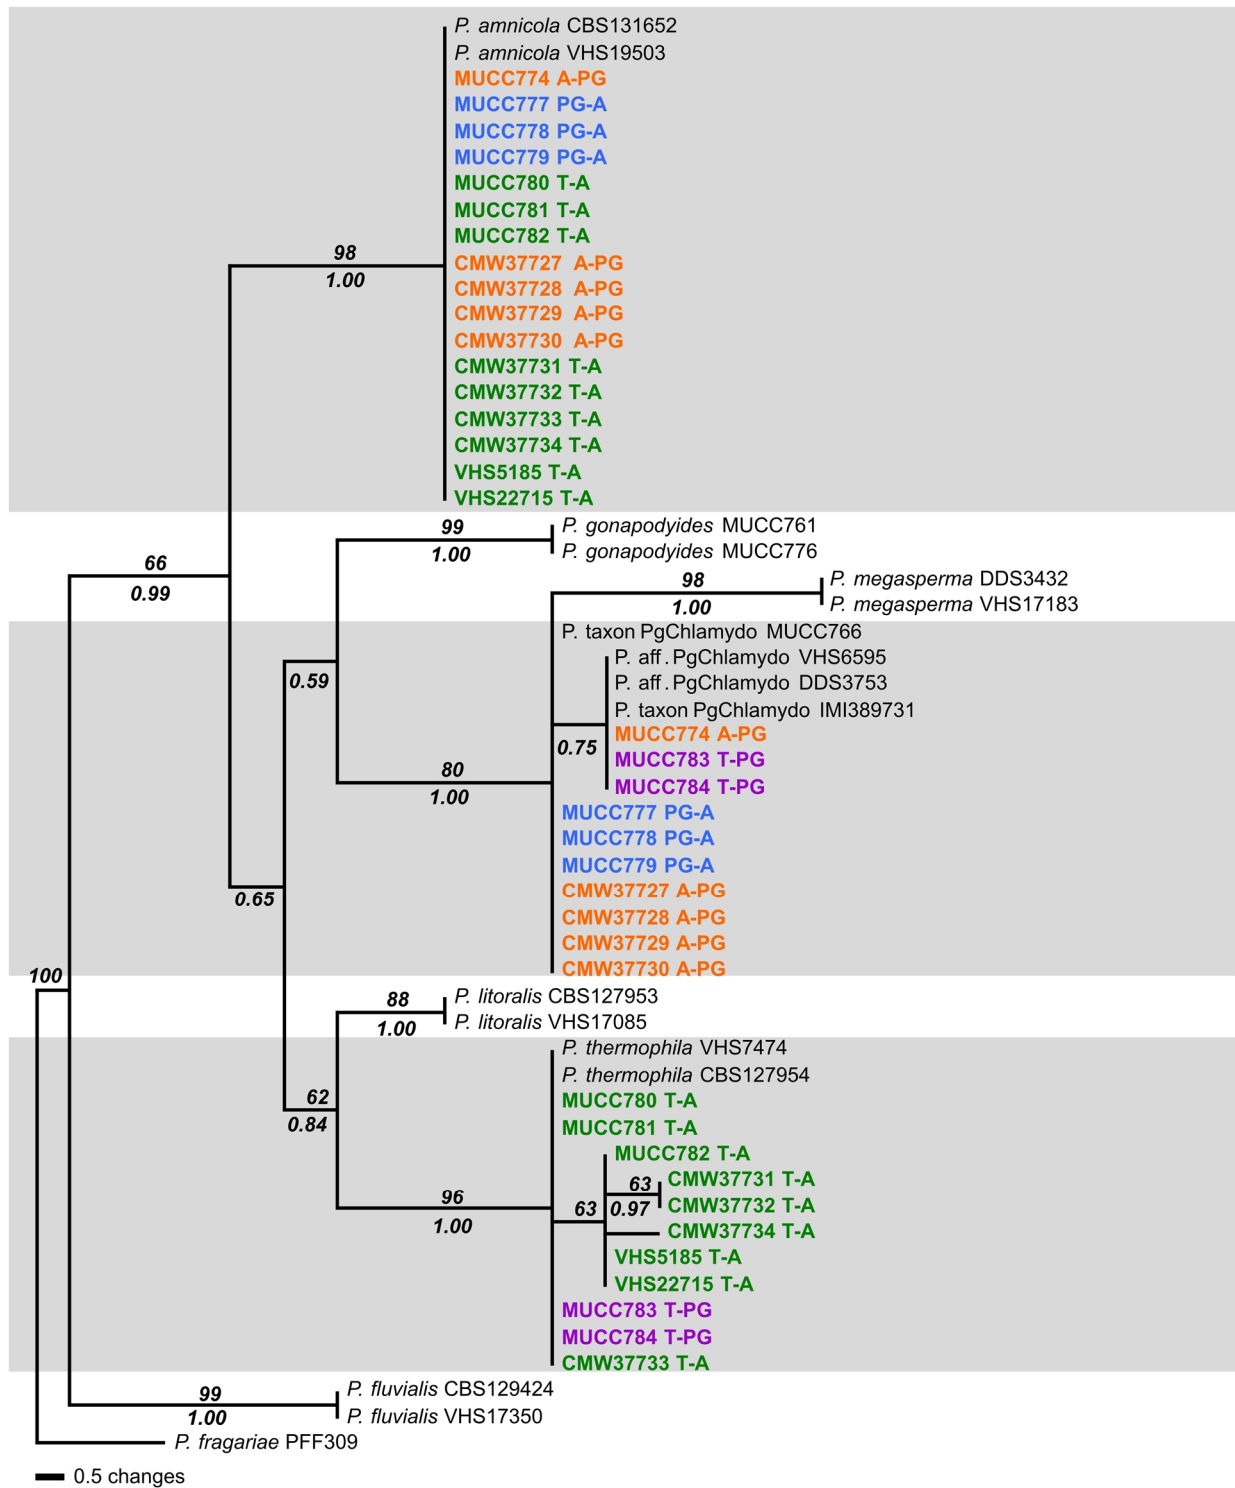 P. amnicola CBS131652
P. amnicola VHS19503
MUCC774 A-PG
MUCC777 PG-A
MUCC778 PG-A
MUCC779 PG-A
MUCC780 T-A
MUCC781 T-A
MUCC782 T-A
98
CMW37727 A-PG
1.00
CMW37728 A-PG
CMW37729 A-PG
CMW37730 A-PG
CMW37731 T-A
CMW37732 T-A
CMW37733 T-A
CMW37734 T-A
VHS5185 T-A
VHS22715 T-A
99
P. gonapodyides MUCC761
1.00
P. gonapodyides MUCC776
66
0.99
98
P. megasperma DDS3432
1.00
P. megasperma VHS17183
P. taxon PgChlamydo MUCC766
P. aff. PgChlamydo VHS6595
0.59
P. aff. PgChlamydo DDS3753
P. taxon PgChlamydo IMI389731
MUCC774 A-PG
0.75
MUCC783 T-PG
80
MUCC784 T-PG
1.00
MUCC777 PG-A
MUCC778 PG-A
MUCC779 PG-A
CMW37727 A-PG
0.65
CMW37728 A-PG
CMW37729 A-PG
CMW37730 A-PG
100
88
P. litoralis CBS127953
1.00
P. litoralis VHS17085
P. thermophila VHS7474
P. thermophila CBS127954
62
MUCC780 T-A
0.84
MUCC781 T-A
MUCC782 T-A
63
CMW37731 T-A
96
63
0.97
CMW37732 T-A
1.00
CMW37734 T-A
VHS5185 T-A
VHS22715 T-A
MUCC783 T-PG
MUCC784 T-PG
CMW37733 T-A
99
P. fluvialis CBS129424
1.00
P. fluvialis VHS17350
P. fragariae PFF309
0.5 changes